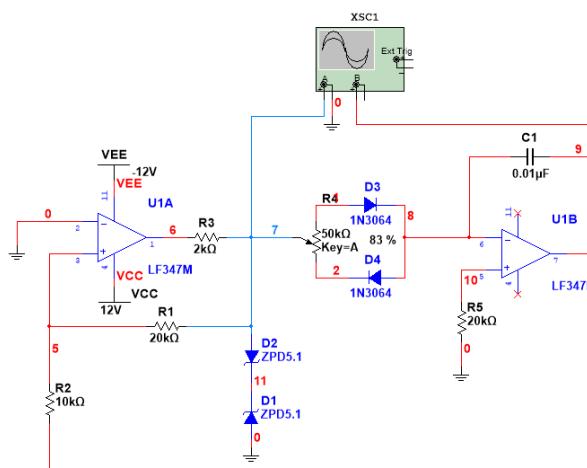 XSC1
Ext Trig
+
−
A
B
+ − + −
0
VEE
-12V
VEE
11
U1A
0
2
−
3
+
1
4
LF347M
VCC
VCC
12V
6
R3
2kΩ
7
R4
50kΩ
Key=A
83 %
2
D3
1N3064
8
D4
1N3064
C1
0.01µF
9
U1B
11
6
−
5
+
7
4
LF347M
10
R5
20kΩ
0
R1
20kΩ
5
R2
10kΩ
D2
ZPD5.1
11
D1
ZPD5.1
0